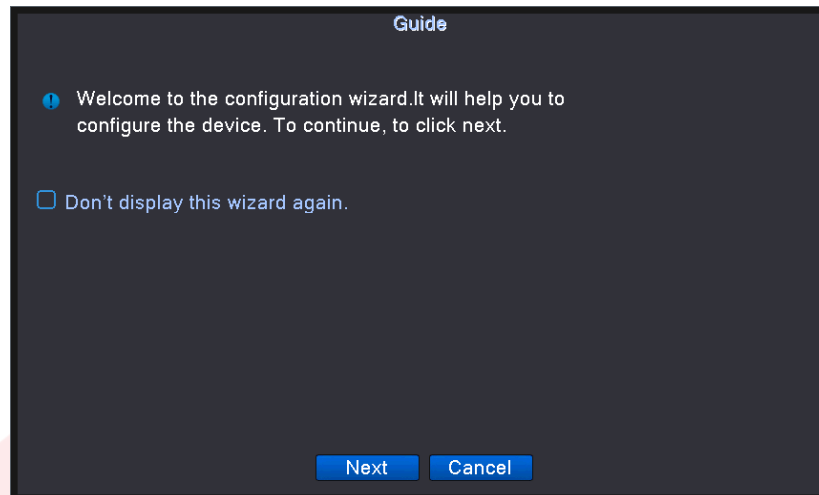 Guide
Welcome to the configuration wizard.It will help you to
configure the device. To continue, to click next.
Don't display this wizard again.
Next Cancel